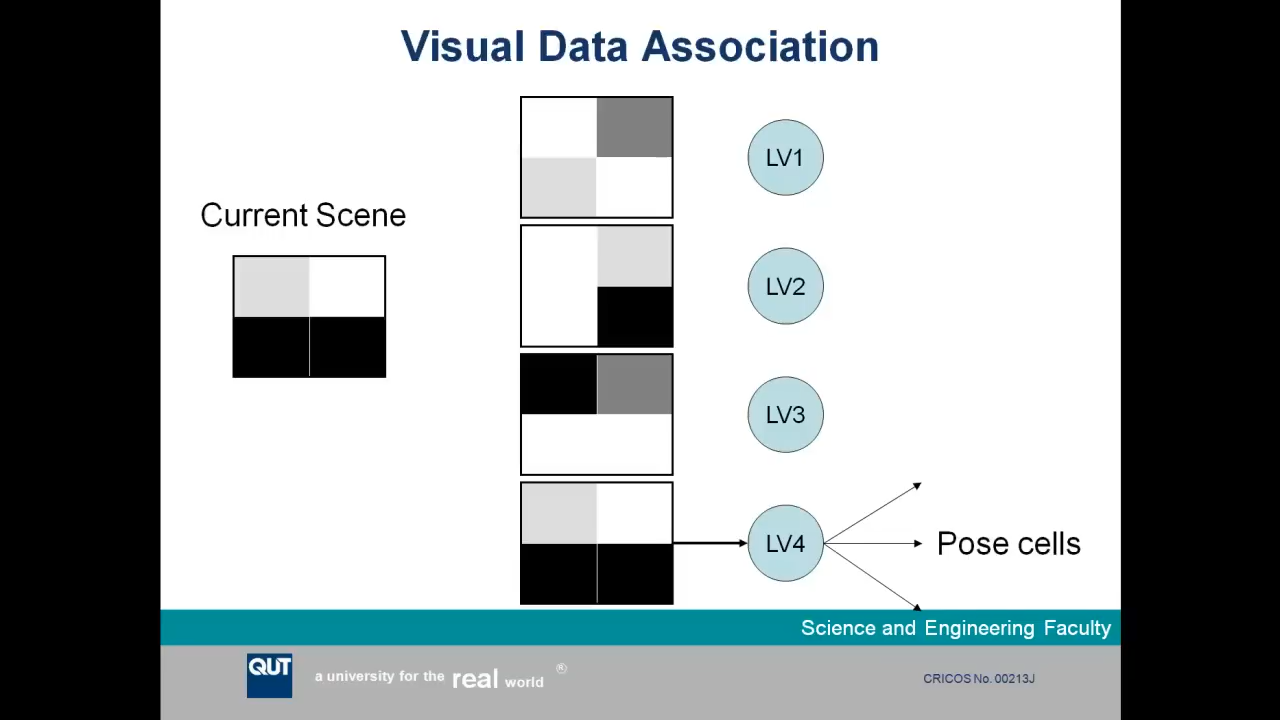 Visual Data Association
Current Scene
LV1
LV2
LV3
LV4
Pose cells
Science and Engineering Faculty
QUT
a university for the real world ®
CRICOS No. 00213J